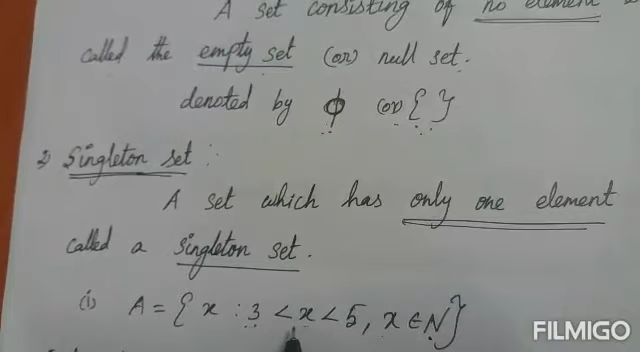 A set consisting of no element
called the empty set (or) null set.
denoted by ϕ (or) { }
2) Singleton set :
A set which has only one element
called a singleton set.
(i) A = { x : 3 < x < 5, x ∈ N }
FILMIGO